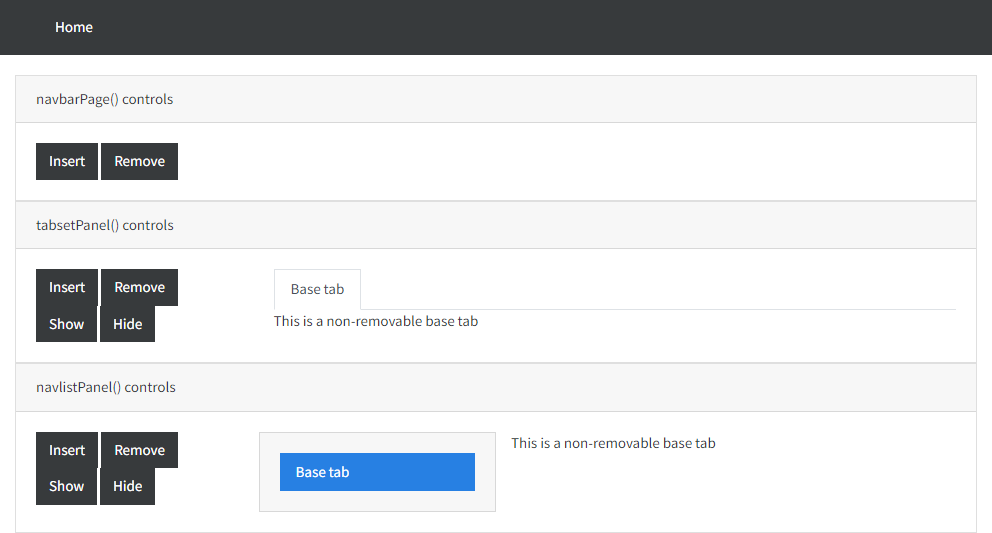 Home
navbarPage() controls
Insert Remove
tabsetPanel() controls
Insert Remove
Show Hide
Base tab
This is a non-removable base tab
navlistPanel() controls
Insert Remove
Show Hide
Base tab
This is a non-removable base tab